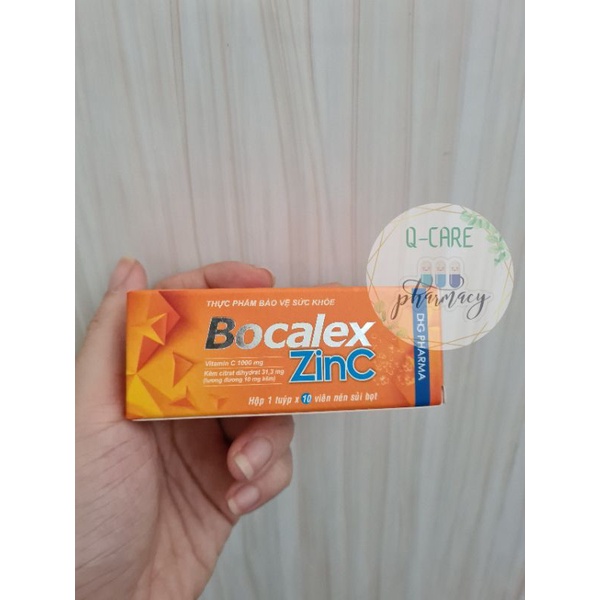 Q-CARE
pharmacy
THỰC PHẨM BẢO VỆ SỨC KHỎE
Bocalex
ZinC
Vitamin C 1000 mg
Kẽm citrat dihydrat 31,3 mg
(tương đương 10 mg kẽm)
Hộp 1 tuýp x 10 viên nén sủi bọt
DG PHARMA